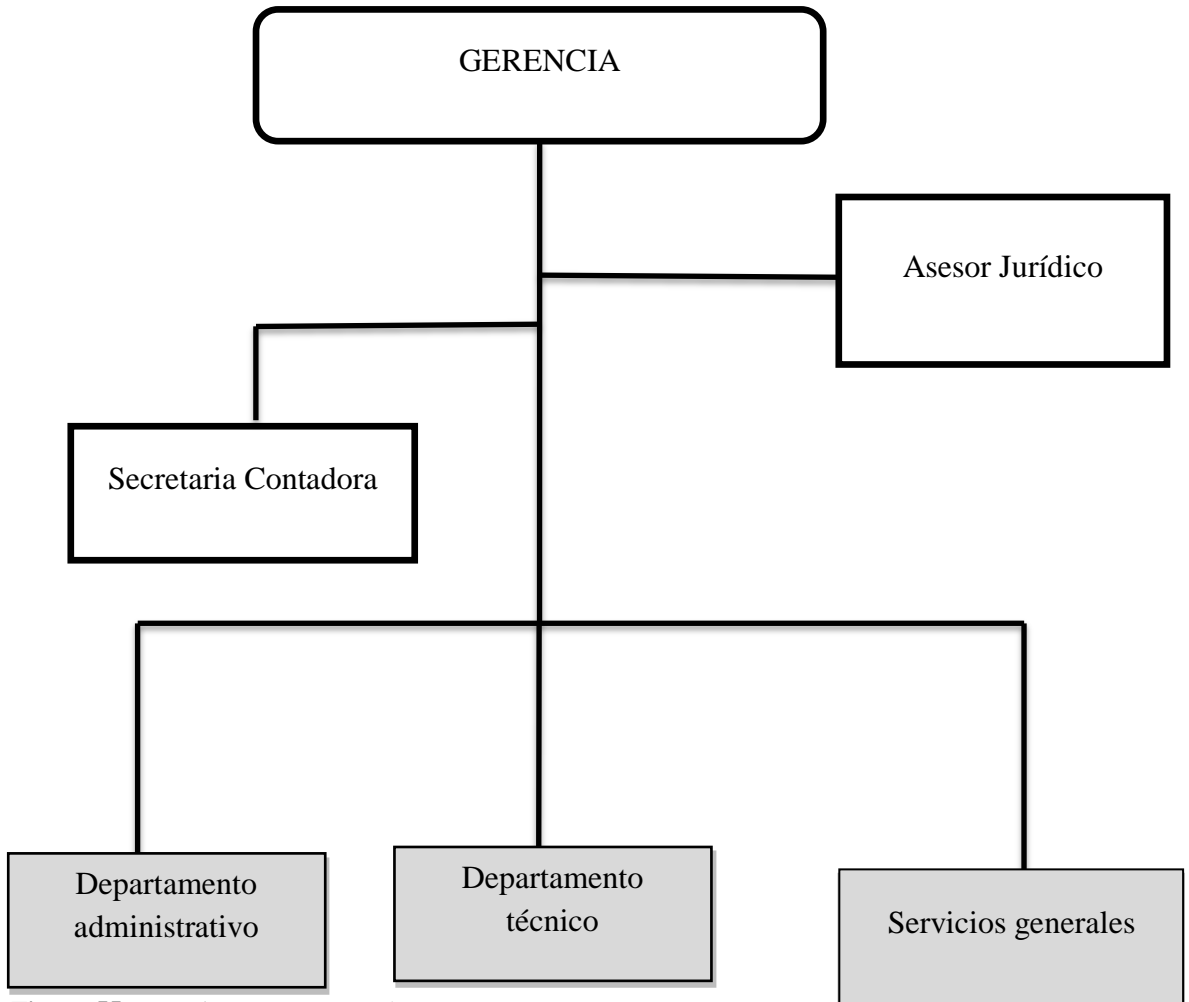 GERENCIA
Asesor Jurídico
Secretaria Contadora
Departamento
administrativo
Departamento
técnico
Servicios generales